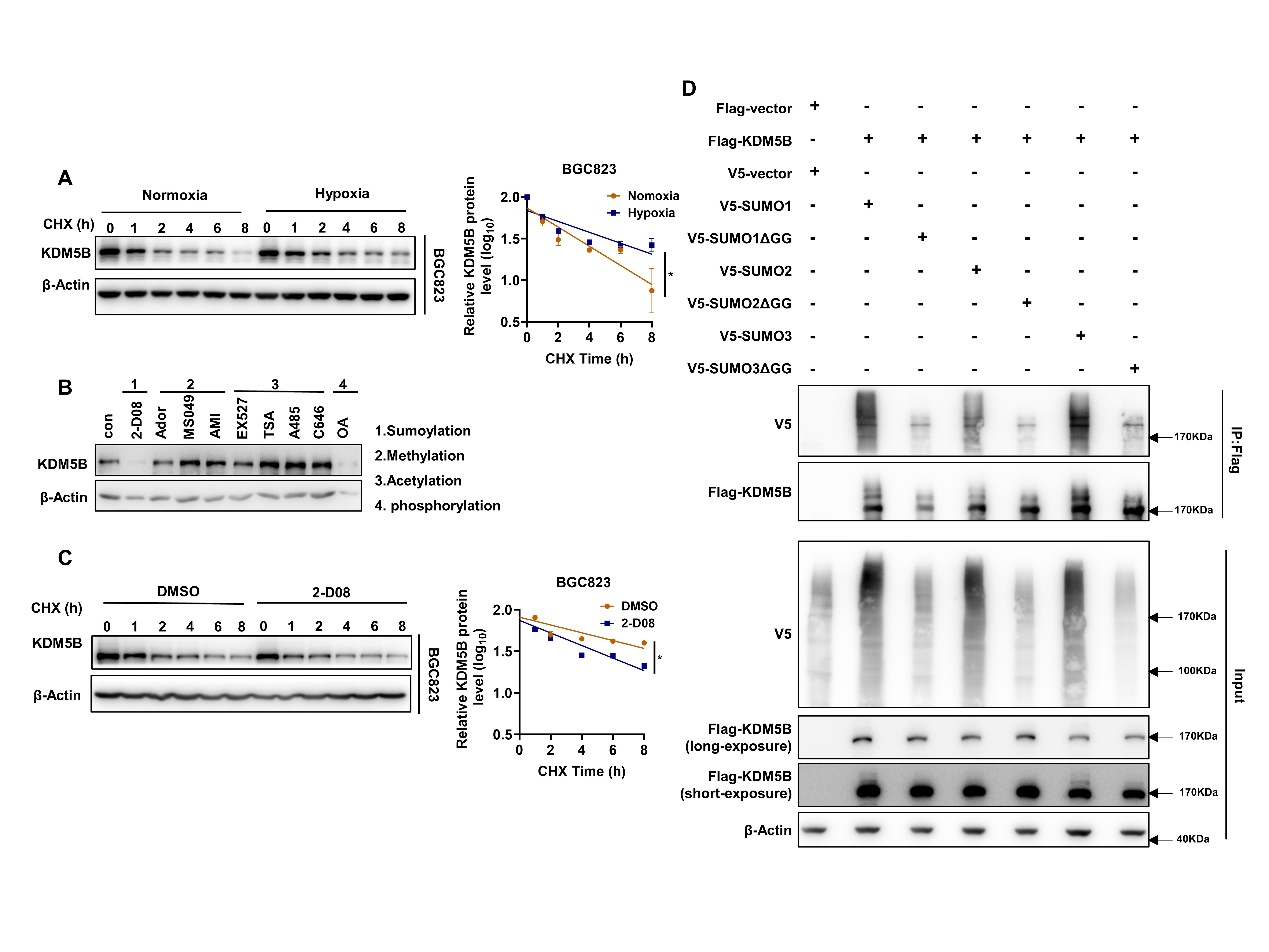 A
Normoxia Hypoxia
CHX (h) 0 1 2 4 6 8 0 1 2 4 6 8
KDM5B
β-Actin
BGC823
BGC823
Nomoxia
Hypoxia
Relative KDM5B protein
level (log10)
2.0
1.5
1.0
0.5
0 2 4 6 8
CHX Time (h)
*
B
1 2 3 4
con 2-D08 Ador MS049 AMI EX527 TSA A485 C646 OA
KDM5B
β-Actin
1.Sumoylation
2.Methylation
3.Acetylation
4. phosphorylation
C
DMSO 2-D08
CHX (h) 0 1 2 4 6 8 0 1 2 4 6 8
KDM5B
β-Actin
BGC823
BGC823
DMSO
2-D08
Relative KDM5B protein
level (log10)
2.0
1.5
1.0
0.5
0 2 4 6 8
CHX Time (h)
*
D
Flag-vector + - - - - - -
Flag-KDM5B - + + + + + +
V5-vector + - - - - - -
V5-SUMO1 - + - - - - -
V5-SUMO1ΔGG - - + - - - -
V5-SUMO2 - - - + - - -
V5-SUMO2ΔGG - - - - + - -
V5-SUMO3 - - - - - + -
V5-SUMO3ΔGG - - - - - - +
V5
170KDa
Flag-KDM5B
170KDa
IP:Flag
V5
170KDa
100KDa
Flag-KDM5B
(long-exposure)
170KDa
Flag-KDM5B
(short-exposure)
170KDa
β-Actin
40KDa
Input